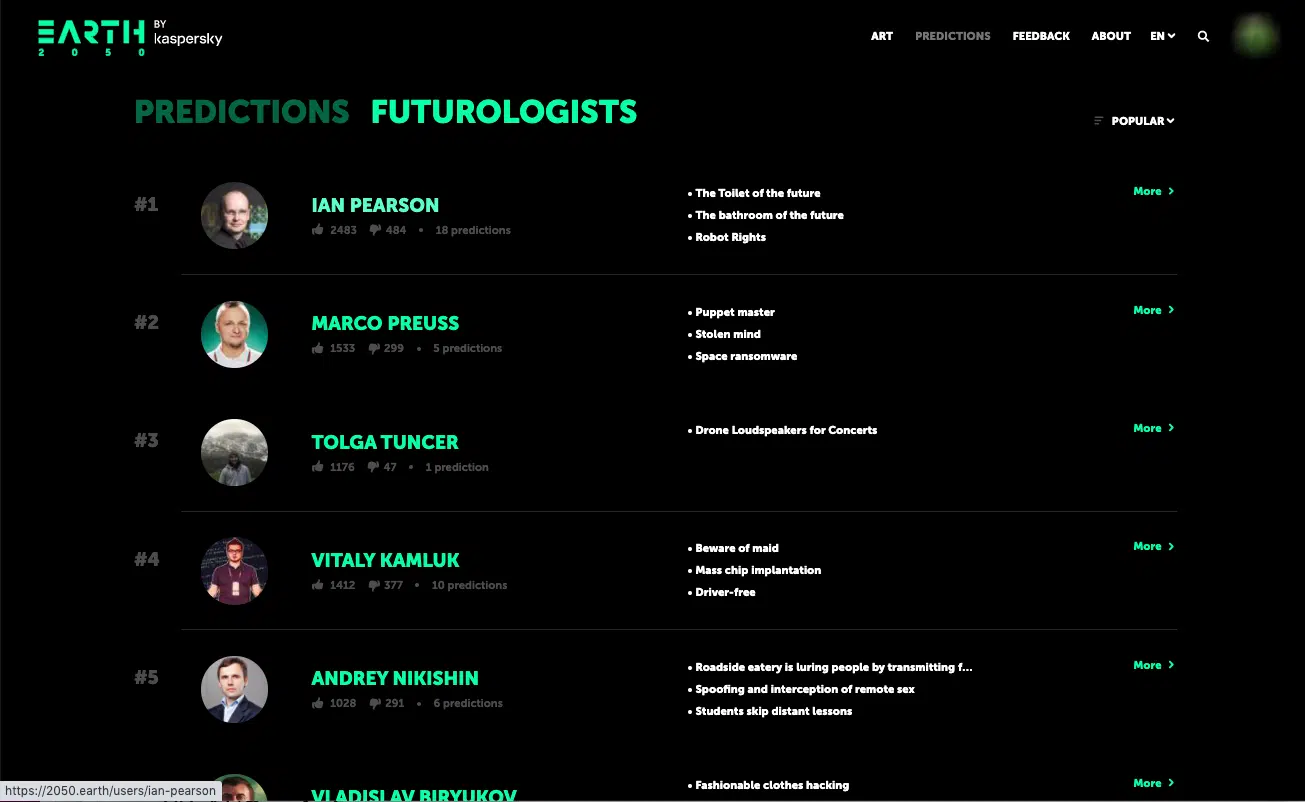 EARTH BY
2050 kaspersky
ART PREDICTIONS FEEDBACK ABOUT EN
PREDICTIONS FUTUROLOGISTS
POPULAR
#1
IAN PEARSON
2483 484 • 18 predictions
• The Toilet of the future
• The bathroom of the future
• Robot Rights
More
#2
MARCO PREUSS
1533 299 • 5 predictions
• Puppet master
• Stolen mind
• Space ransomware
More
#3
TOLGA TUNCER
1176 47 • 1 prediction
• Drone Loudspeakers for Concerts
More
#4
VITALY KAMLUK
1412 377 • 10 predictions
• Beware of maid
• Mass chip implantation
• Driver-free
More
#5
ANDREY NIKISHIN
1028 291 • 6 predictions
• Roadside eatery is luring people by transmitting f...
• Spoofing and interception of remote sex
• Students skip distant lessons
More
VLADISLAV BIRYUKOV
• Fashionable clothes hacking
More
https://2050.earth/users/ian-pearson